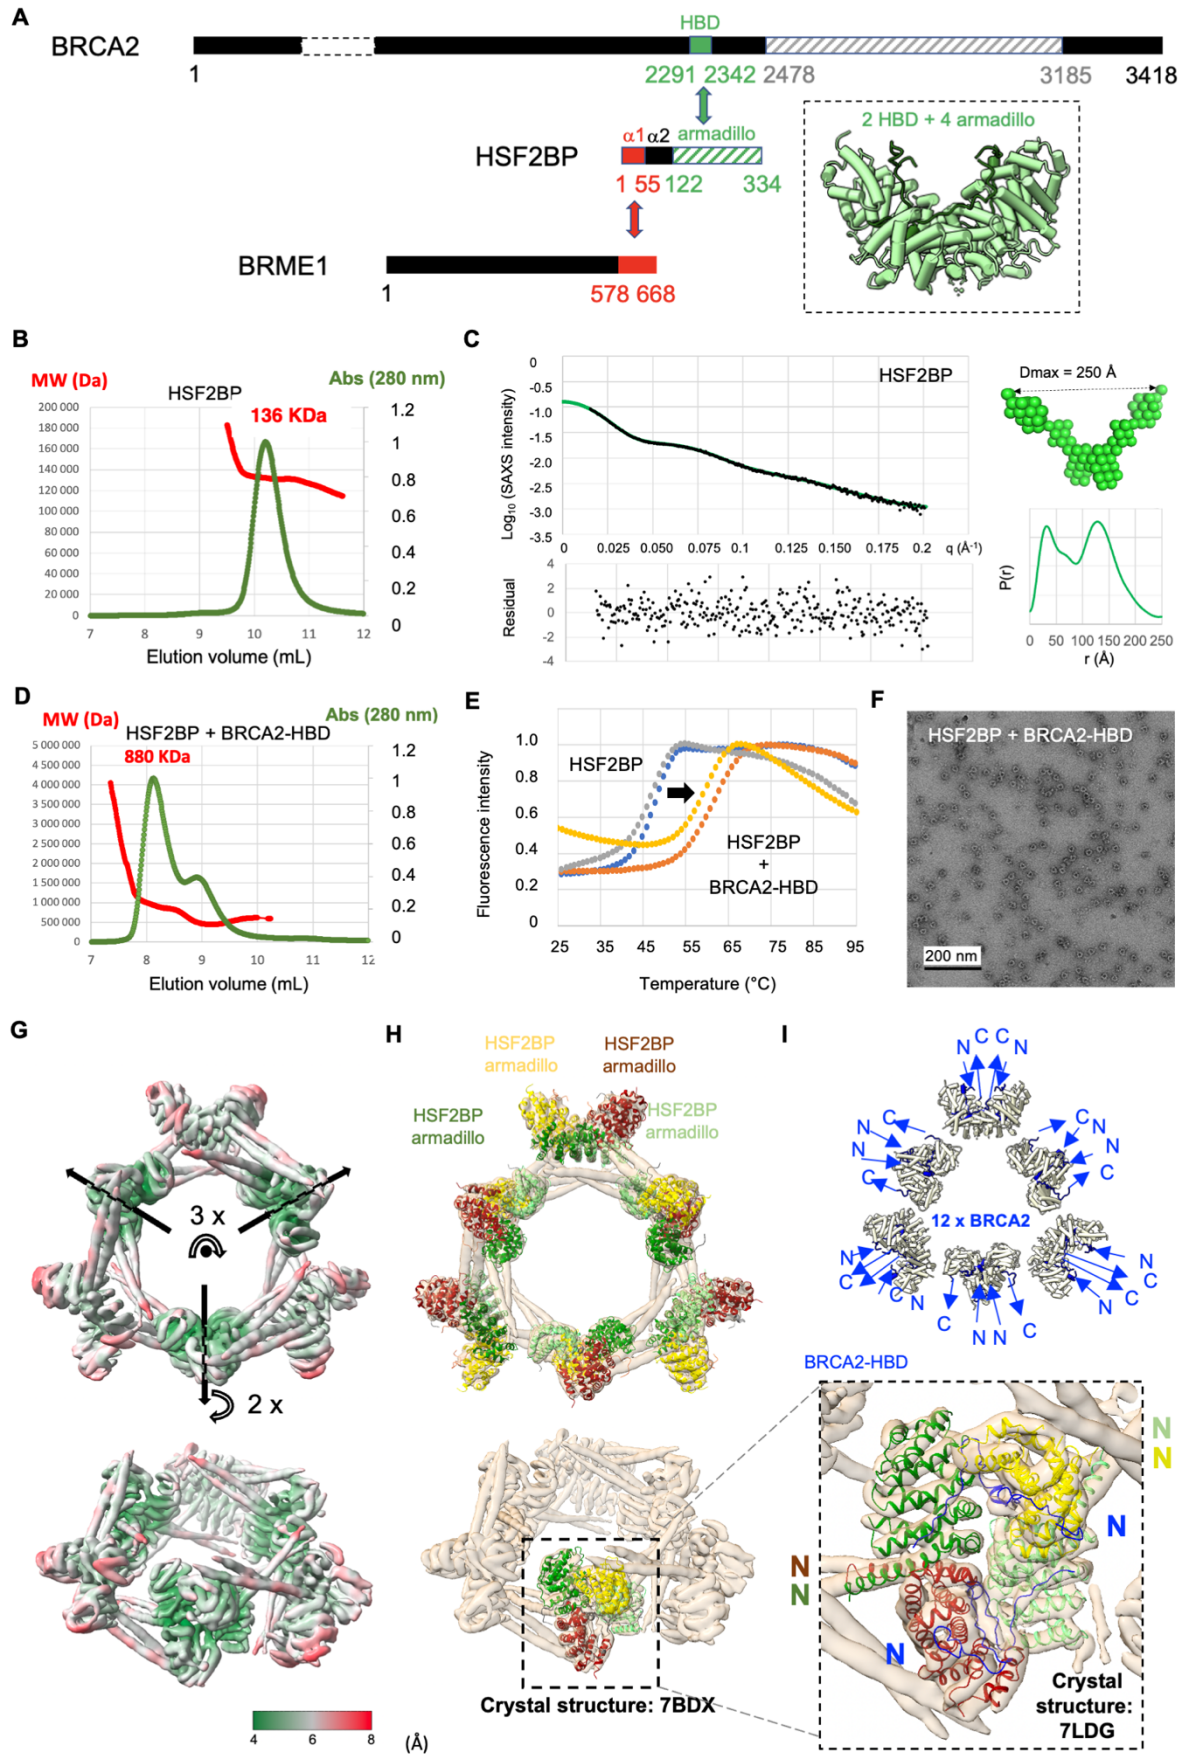 A
BRCA2
HBD
1
2291 2342 2478
3185
3418
HSF2BP
α1 α2 armadillo
1 55 122
334
BRME1
1
578 668
2 HBD + 4 armadillo
B
MW (Da)
HSF2BP
Abs (280 nm)
136 KDa
200 000
180 000
160 000
140 000
120 000
100 000
80 000
60 000
40 000
20 000
0
1.2
1
0.8
0.6
0.4
0.2
0
7 8 9 10 11 12
Elution volume (mL)
C
HSF2BP
Log10 (SAXS intensity)
0
-0.5
-1.0
-1.5
-2.0
-2.5
-3.0
-3.5
0 0.025 0.050 0.075 0.1 0.125 0.15 0.175 0.2 q (Å-1)
Residual
4
2
0
-2
-4
Dmax = 250 Å
P(r)
0 50 100 150 200 250
r (Å)
D
MW (Da)
HSF2BP + BRCA2-HBD
Abs (280 nm)
880 KDa
5 000 000
4 500 000
4 000 000
3 500 000
3 000 000
2 500 000
2 000 000
1 500 000
1 000 000
500 000
0
1.2
1
0.8
0.6
0.4
0.2
0
7 8 9 10 11 12
Elution volume (mL)
E
Fluorescence intensity
1.0
0.8
0.6
0.4
0.2
0
HSF2BP
HSF2BP
+
BRCA2-HBD
25 35 45 55 65 75 85 95
Temperature (°C)
F
HSF2BP + BRCA2-HBD
200 nm
G
3 x
2 x
4 6 8 (Å)
H
HSF2BP
armadillo
HSF2BP
armadillo
HSF2BP
armadillo
HSF2BP
armadillo
Crystal structure: 7BDX
I
N C C N
C
N
N
C
C
N
N
C
12 x BRCA2
N
C
C
N
C
N N
C
N
C
C
N
BRCA2-HBD
N
N
N
N
N
N
Crystal
structure:
7LDG